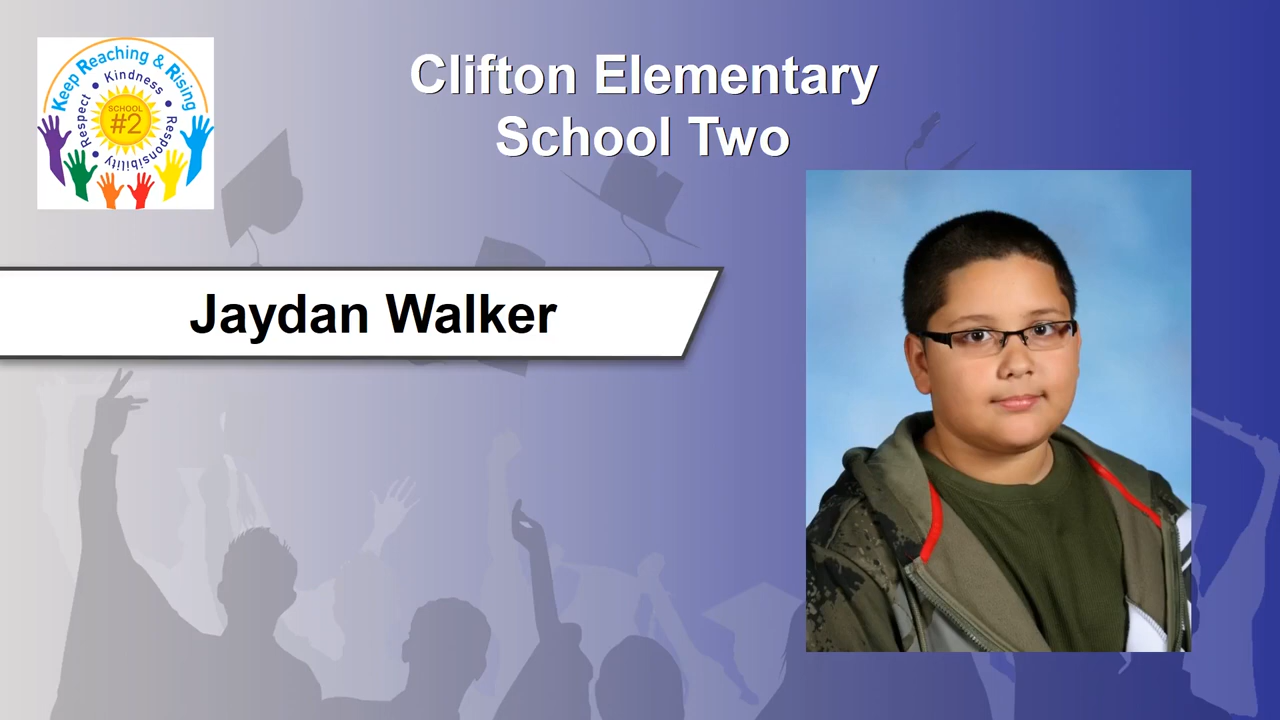 Keep Reaching & Rising
Kindness
Respect
Responsibility
SCHOOL
#2
Clifton Elementary
School Two
Jaydan Walker